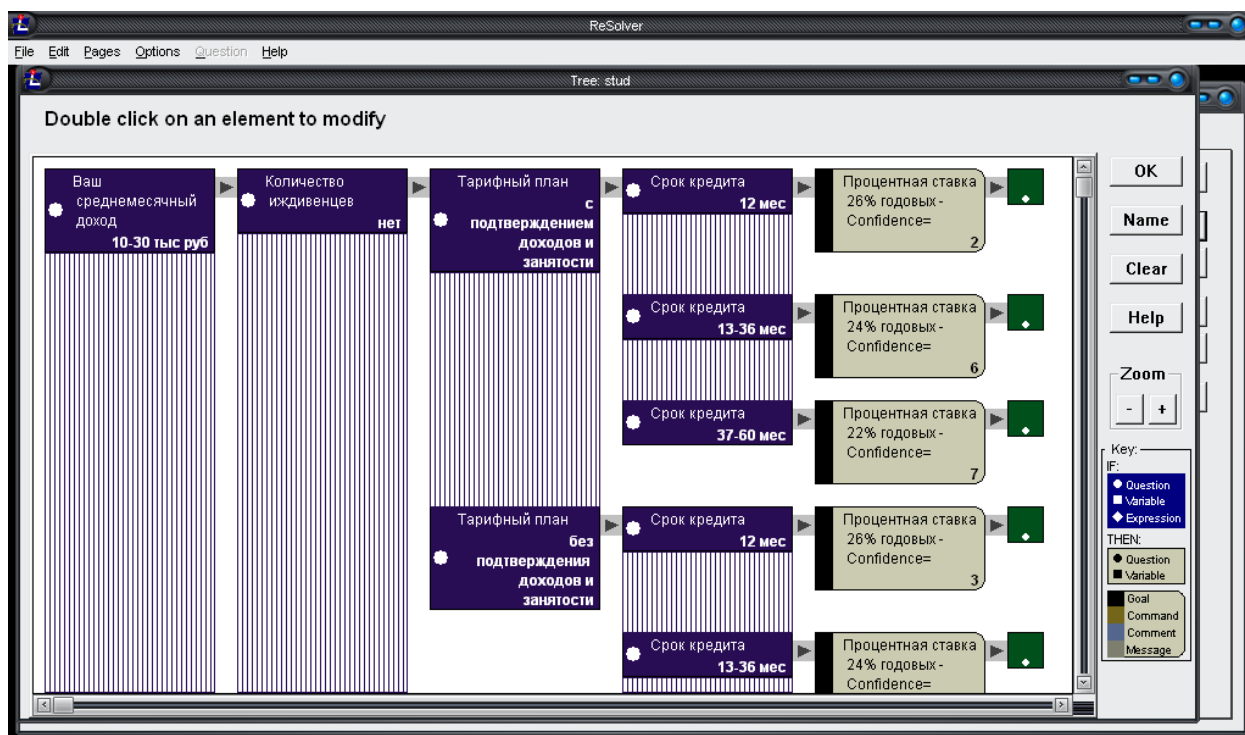 ReSolver
File Edit Pages Options Question Help
Tree: stud
Double click on an element to modify
Ваш
среднемесячный
доход
10-30 тыс руб
Количество
иждивенцев
нет
Тарифный план
с
подтверждением
доходов и
занятости
Срок кредита
12 мес
Процентная ставка
26% годовых -
Confidence=
2
Срок кредита
13-36 мес
Процентная ставка
24% годовых -
Confidence=
6
Срок кредита
37-60 мес
Процентная ставка
22% годовых -
Confidence=
7
Тарифный план
без
подтверждения
доходов и
занятости
Срок кредита
12 мес
Процентная ставка
26% годовых -
Confidence=
3
Срок кредита
13-36 мес
Процентная ставка
24% годовых -
Confidence=
OK
Name
Clear
Help
Zoom
- +
Key:
IF:
Question
Variable
Expression
THEN:
Question
Variable
Goal
Command
Comment
Message